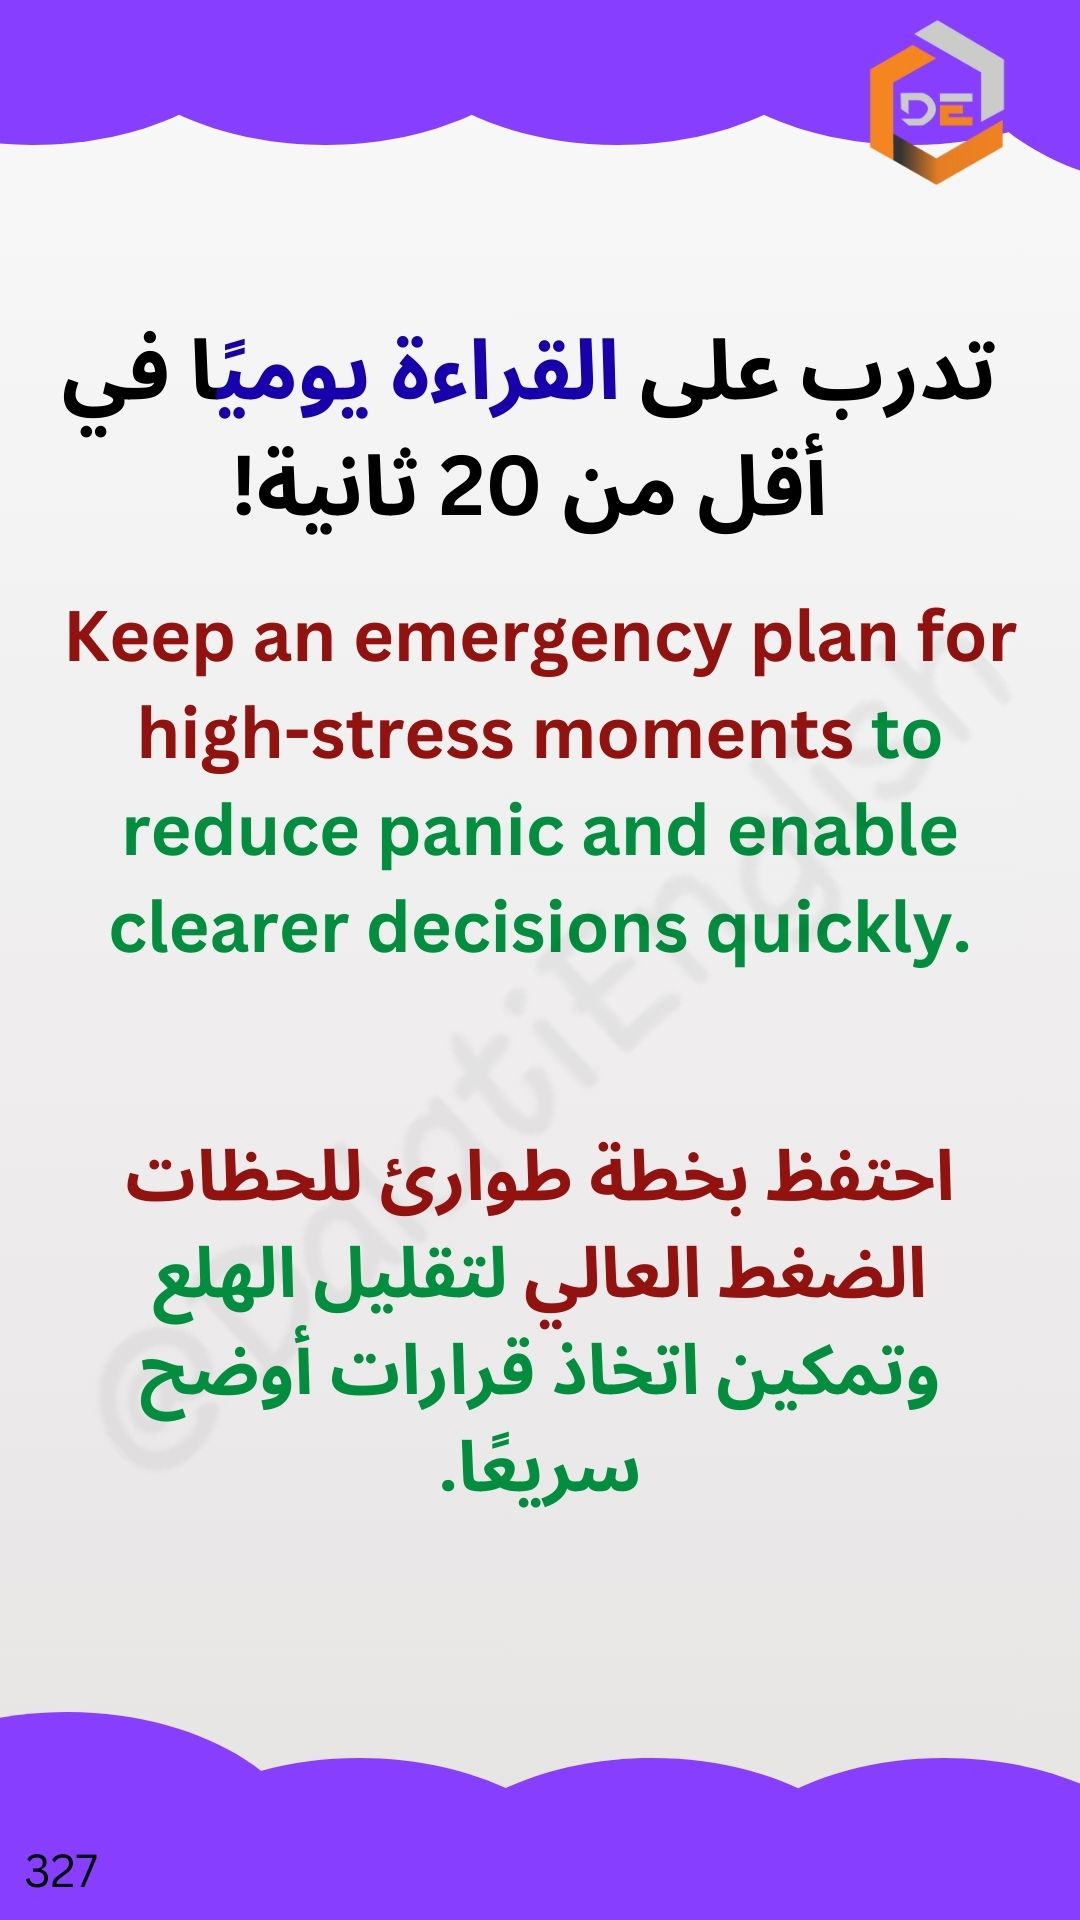 DE
تدرب على القراءة يوميًا في
أقل من 20 ثانية!
Keep an emergency plan for
high-stress moments to
reduce panic and enable
clearer decisions quickly.
احتفظ بخطة طوارئ للحظات
الضغط العالي لتقليل الهلع
وتمكين اتخاذ قرارات أوضح
سريعًا.
@DalatiEnglish
327